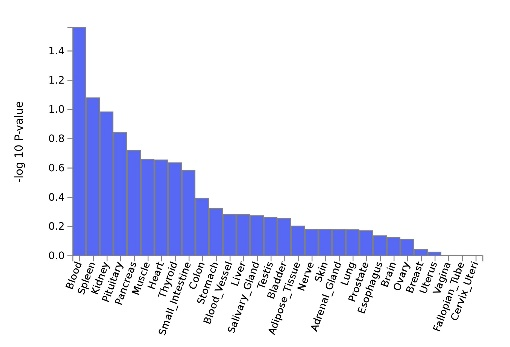 -log 10 P-value
1.4
1.2
1.0
0.8
0.6
0.4
0.2
0.0
Blood
Spleen
Kidney
Pituitary
Pancreas
Muscle
Heart
Thyroid
Small_Intestine
Colon
Stomach
Blood_Vessel
Liver
Salivary_Gland
Testis
Bladder
Adipose_Tissue
Nerve
Skin
Adrenal_Gland
Lung
Prostate
Esophagus
Brain
Ovary
Breast
Uterus
Vagina
Fallopian_Tube
Cervix_Uteri